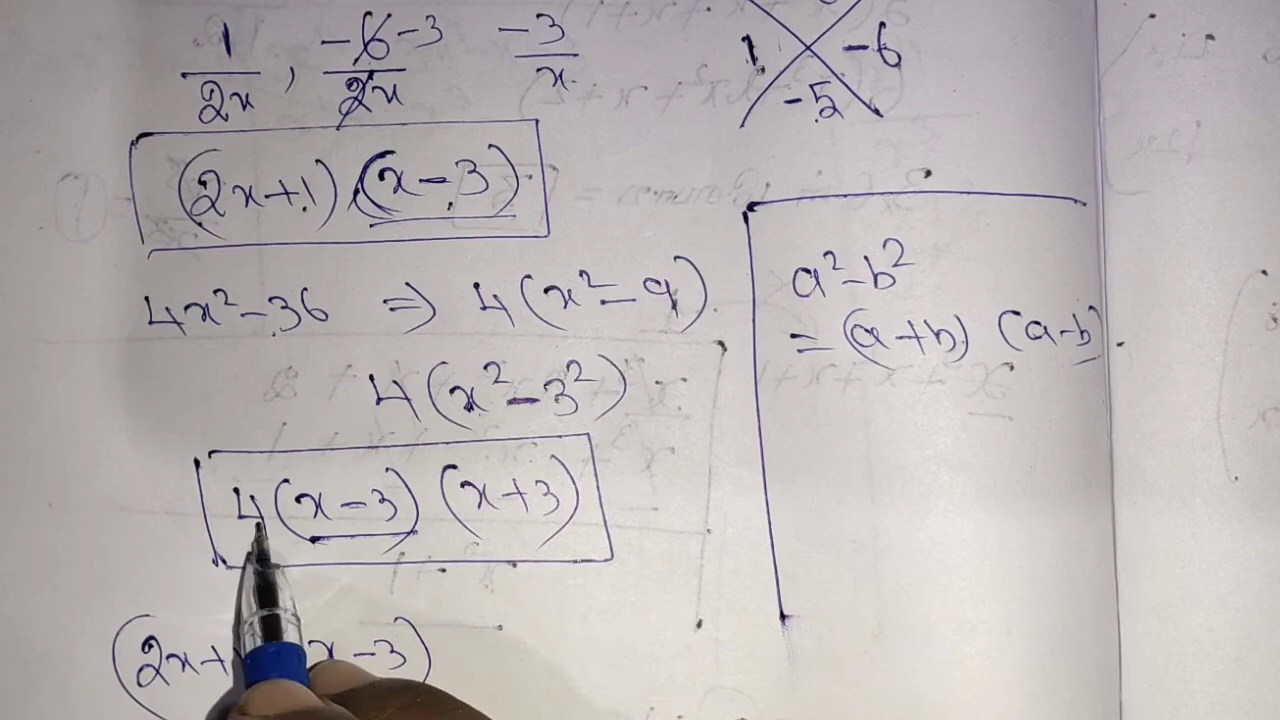 1/2x, -6 -3/2x -3/x
1 -6
-5
(2x+1) (x-3)
4x²-36 ⇒ 4(x²-9)
4(x²-3²)
4(x-3) (x+3)
(2x+ x-3)
a²-b²
=(a+b) (a-b)